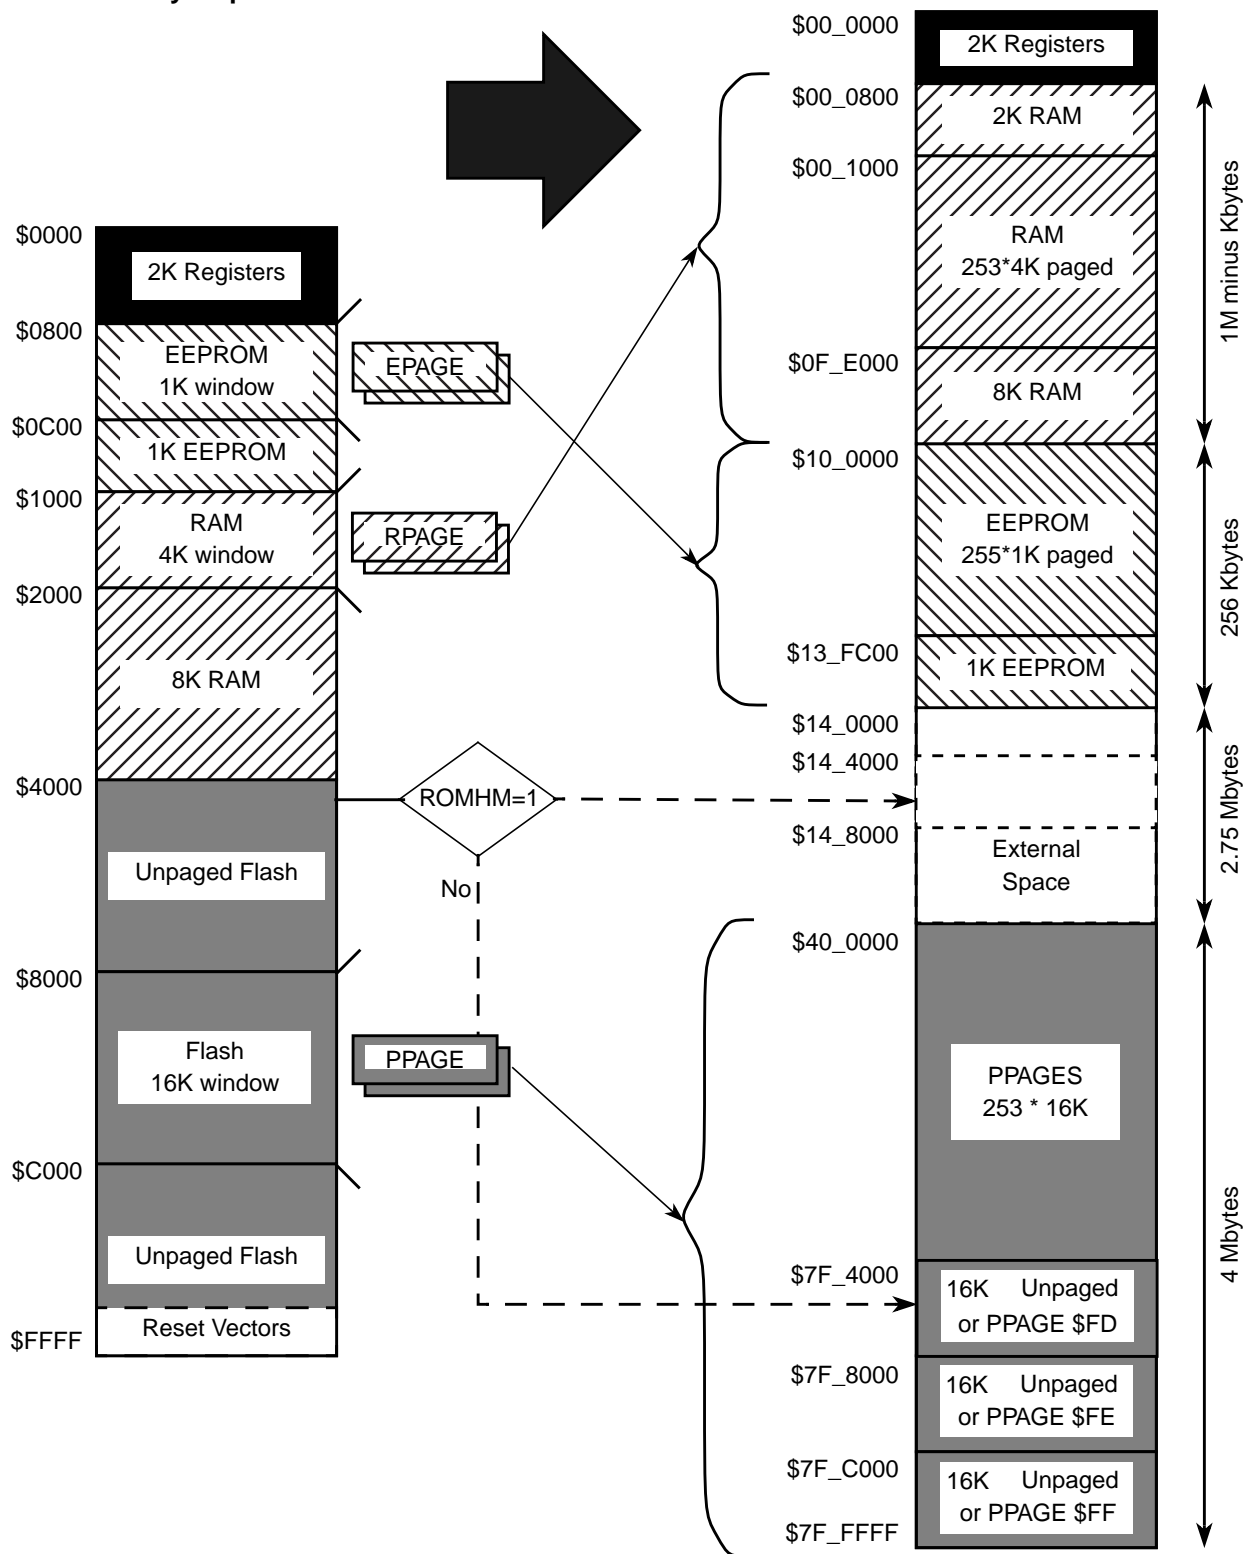 $0000
2K Registers
$0800
EEPROM
1K window
$0C00
1K EEPROM
$1000
RAM
4K window
$2000
8K RAM
$4000
Unpaged Flash
$8000
Flash
16K window
$C000
Unpaged Flash
Reset Vectors
$FFFF
EPAGE
RPAGE
ROMHM=1
No
PPAGE
$00_0000
2K Registers
$00_0800
2K RAM
$00_1000
RAM
253*4K paged
$0F_E000
8K RAM
$10_0000
EEPROM
255*1K paged
$13_FC00
1K EEPROM
$14_0000
$14_4000
$14_8000
External
Space
$40_0000
PPAGES
253 * 16K
$7F_4000
16K Unpaged
or PPAGE $FD
$7F_8000
16K Unpaged
or PPAGE $FE
$7F_C000
16K Unpaged
or PPAGE $FF
$7F_FFFF
1M minus Kbytes
256 Kbytes
2.75 Mbytes
4 Mbytes